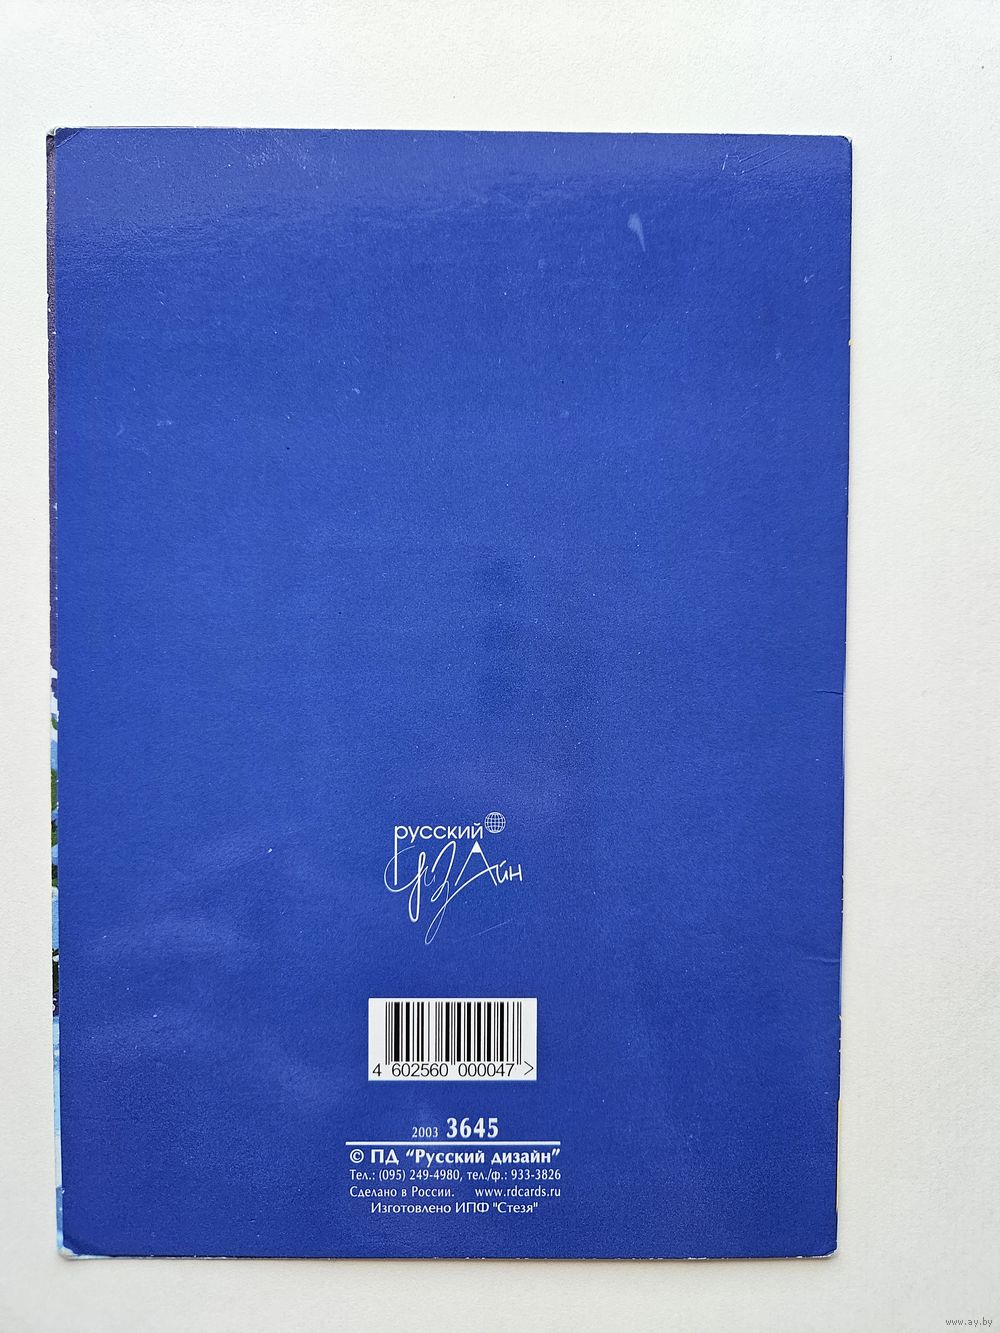 русский
дизАйн
4 602560 000047 >
2003 3645
© ПД “Русский дизайн”
Тел.: (095) 249-4980, тел./ф.: 933-3826
Сделано в России. www.rdcards.ru
Изготовлено ИПФ "Стезя"
www.ay.by